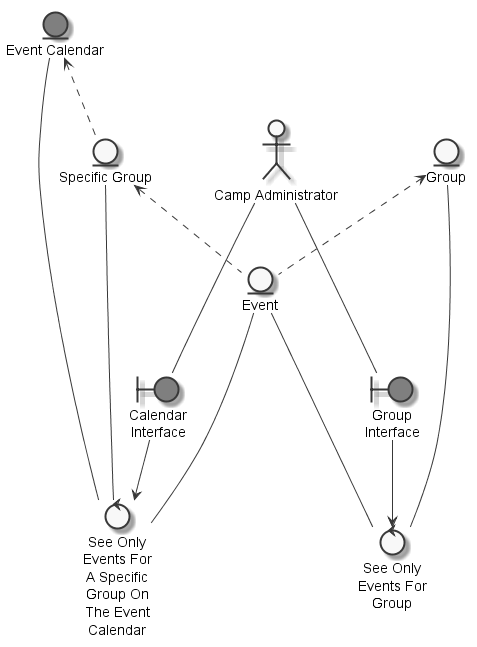 Event Calendar
Specific Group
Camp Administrator
Group
Event
Calendar
Interface
Group
Interface
See Only
Events For
A Specific
Group On
The Event
Calendar
See Only
Events For
Group